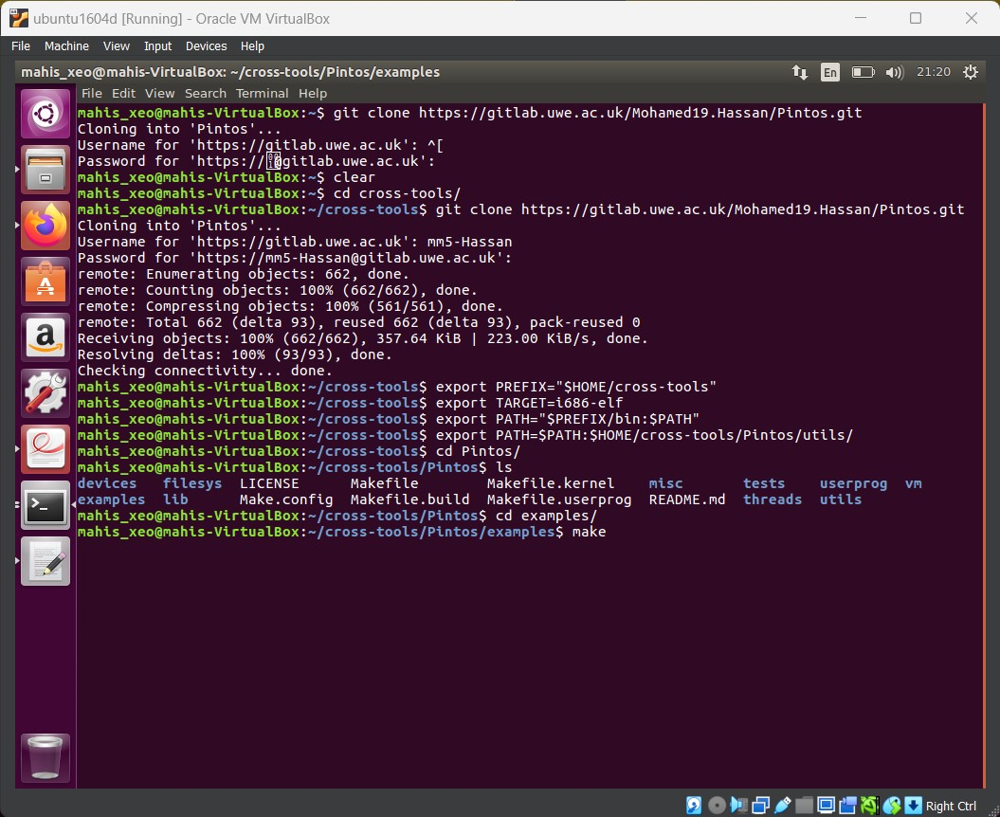 ubuntu1604d [Running] - Oracle VM VirtualBox
File Machine View Input Devices Help
mahis_xeo@mahis-VirtualBox: ~/cross-tools/Pintos/examples
En
21:20
File Edit View Search Terminal Help
mahis_xeo@mahis-VirtualBox:~$ git clone https://gitlab.uwe.ac.uk/Mohamed19.Hassan/Pintos.git
Cloning into 'Pintos'...
Username for 'https://gitlab.uwe.ac.uk': ^[
Password for 'https://@gitlab.uwe.ac.uk':
mahis_xeo@mahis-VirtualBox:~$ clear
mahis_xeo@mahis-VirtualBox:~$ cd cross-tools/
mahis_xeo@mahis-VirtualBox:~/cross-tools$ git clone https://gitlab.uwe.ac.uk/Mohamed19.Hassan/Pintos.git
Cloning into 'Pintos'...
Username for 'https://gitlab.uwe.ac.uk': mm5-Hassan
Password for 'https://mm5-Hassan@gitlab.uwe.ac.uk':
remote: Enumerating objects: 662, done.
remote: Counting objects: 100% (662/662), done.
remote: Compressing objects: 100% (561/561), done.
remote: Total 662 (delta 93), reused 662 (delta 93), pack-reused 0
Receiving objects: 100% (662/662), 357.64 KiB | 223.00 KiB/s, done.
Resolving deltas: 100% (93/93), done.
Checking connectivity... done.
mahis_xeo@mahis-VirtualBox:~/cross-tools$ export PREFIX="$HOME/cross-tools"
mahis_xeo@mahis-VirtualBox:~/cross-tools$ export TARGET=i686-elf
mahis_xeo@mahis-VirtualBox:~/cross-tools$ export PATH="$PREFIX/bin:$PATH"
mahis_xeo@mahis-VirtualBox:~/cross-tools$ export PATH=$PATH:$HOME/cross-tools/Pintos/utils/
mahis_xeo@mahis-VirtualBox:~/cross-tools$ cd Pintos/
mahis_xeo@mahis-VirtualBox:~/cross-tools/Pintos$ ls
devices filesys LICENSE Makefile Makefile.kernel misc tests userprog vm
examples lib Make.config Makefile.build Makefile.userprog README.md threads utils
mahis_xeo@mahis-VirtualBox:~/cross-tools/Pintos$ cd examples/
mahis_xeo@mahis-VirtualBox:~/cross-tools/Pintos/examples$ make
Right Ctrl